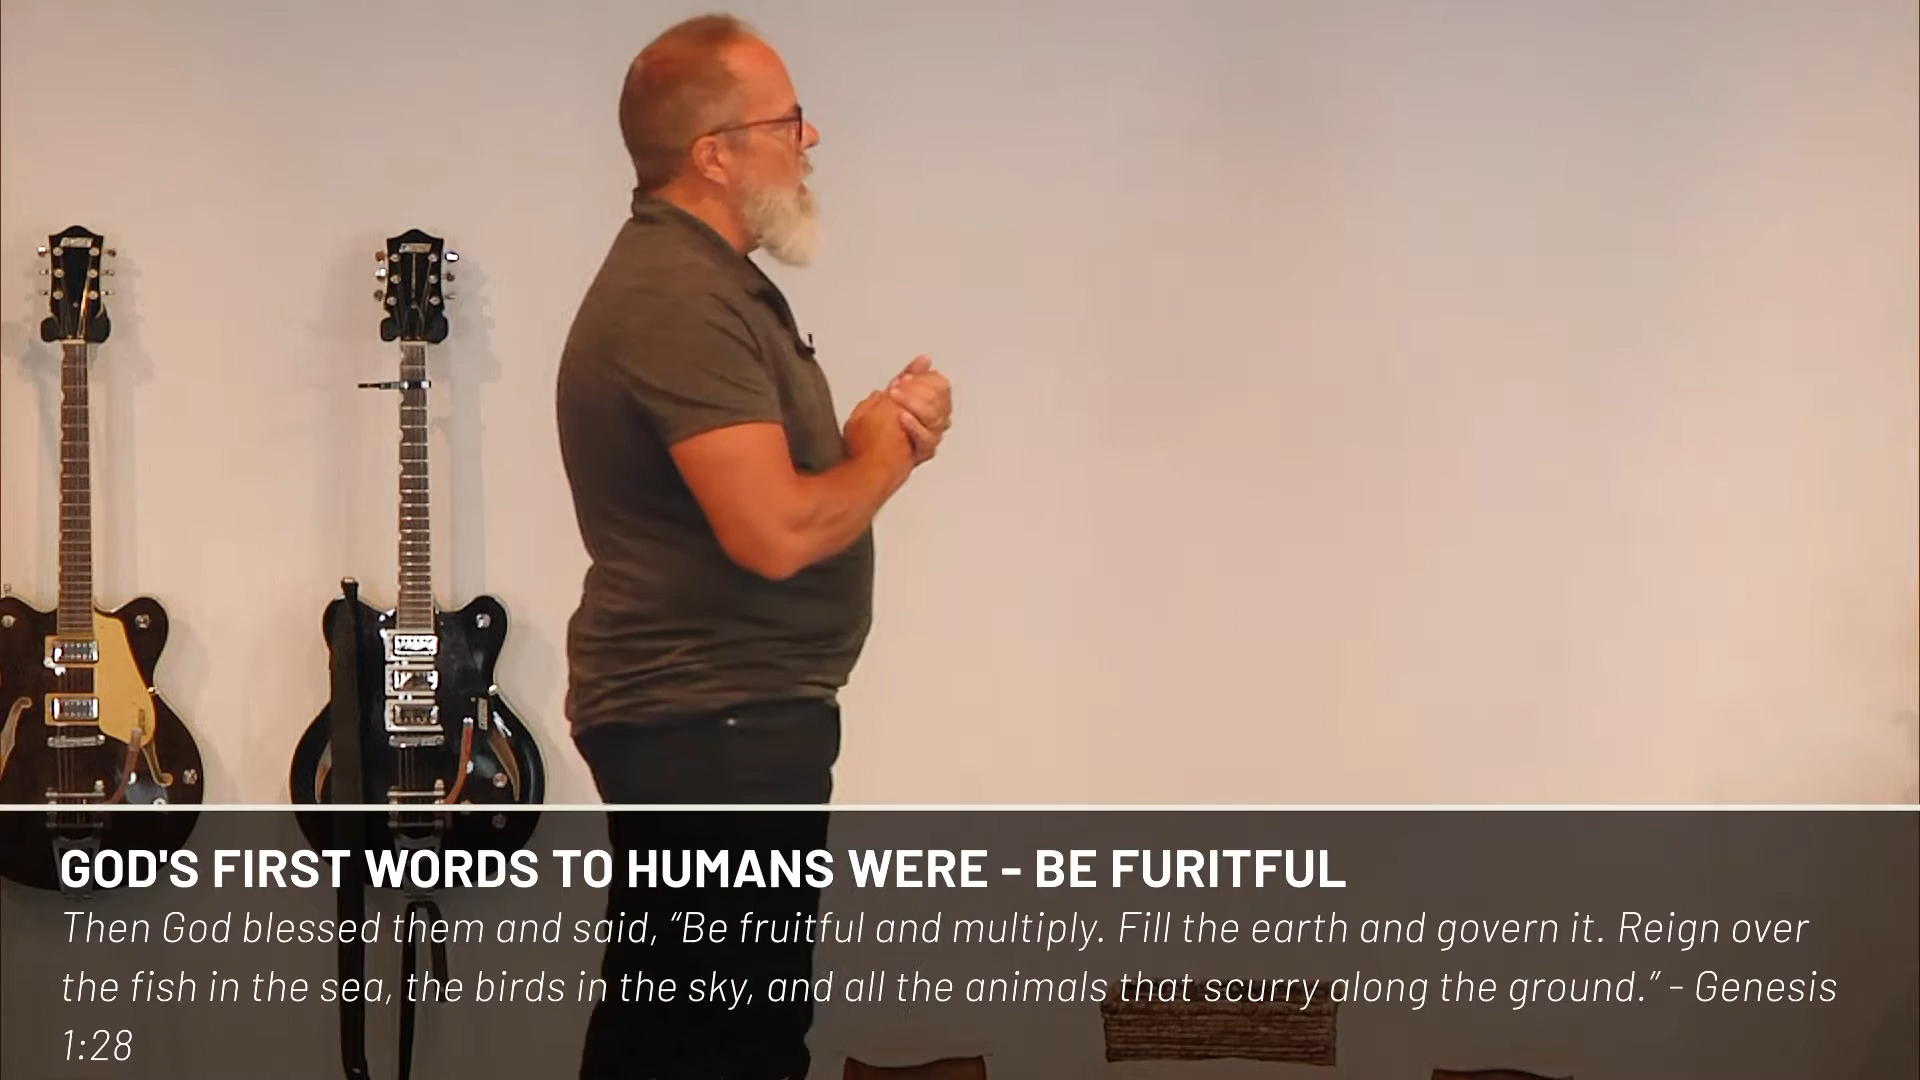 GOD'S FIRST WORDS TO HUMANS WERE - BE FURITFUL
Then God blessed them and said, “Be fruitful and multiply. Fill the earth and govern it. Reign over
the fish in the sea, the birds in the sky, and all the animals that scurry along the ground.” - Genesis
1:28